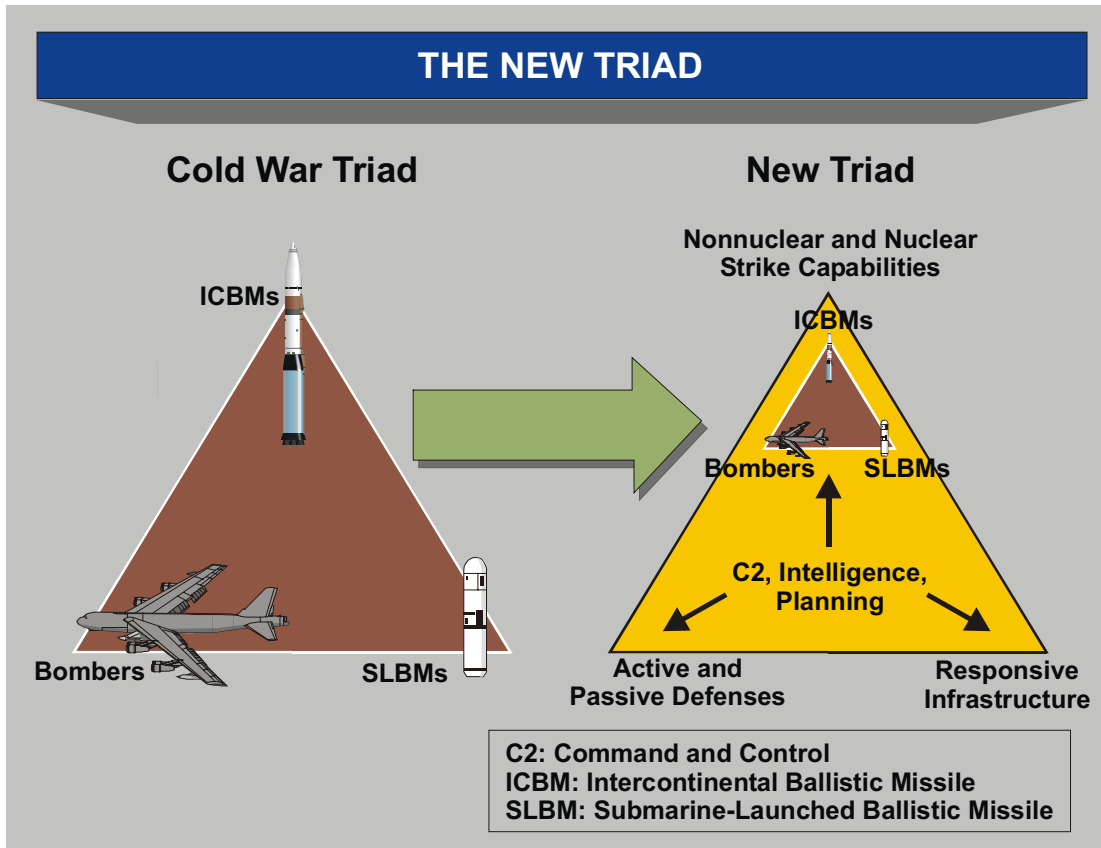 THE NEW TRIAD
Cold War Triad
ICBMs
Bombers
SLBMs
New Triad
Nonnuclear and Nuclear
Strike Capabilities
ICBMs
Bombers
SLBMs
C2, Intelligence,
Planning
Active and
Passive Defenses
Responsive
Infrastructure
C2: Command and Control
ICBM: Intercontinental Ballistic Missile
SLBM: Submarine-Launched Ballistic Missile